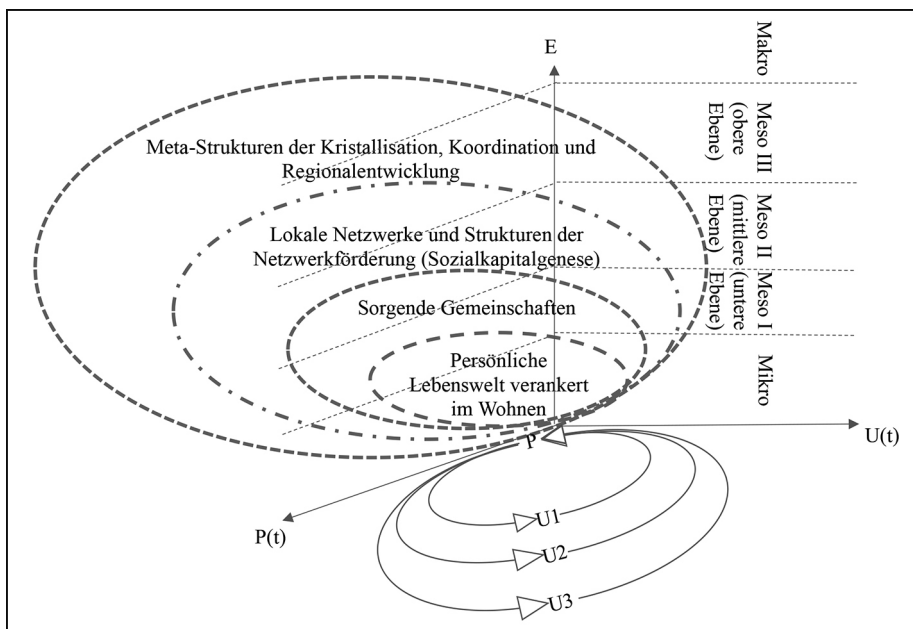 E
Makro
Meso III
(obere
Ebene)
Meta-Strukturen der Kristallisation, Koordination und
Regionalentwicklung
Meso II
(mittlere
Ebene)
Lokale Netzwerke und Strukturen der
Netzwerkförderung (Sozialkapitalgenese)
Meso I
(untere
Ebene)
Sorgende Gemeinschaften
Mikro
Persönliche
Lebenswelt verankert
im Wohnen
P
U(t)
P(t)
U1
U2
U3